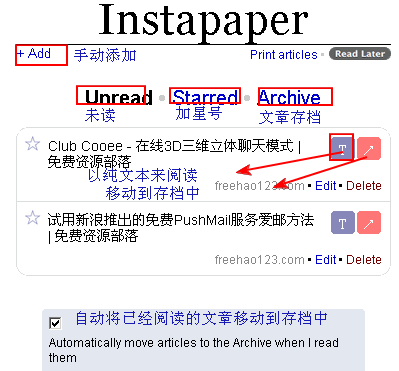 Instapaper
+ Add 手动添加 Print articles • Read Later
Unread • Starred • Archive
未读 加星号 文章存档
Club Cooee - 在线3D三维立体聊天模式 | T
免费资源部落
以纯文本来阅读
移动到存档中
freehao123.com • Edit • Delete
试用新浪推出的免费PushMail服务爱邮方法 T
| 免费资源部落
freehao123.com • Edit • Delete
自动将已经阅读的文章移动到存档中
Automatically move articles to the Archive when I read
them